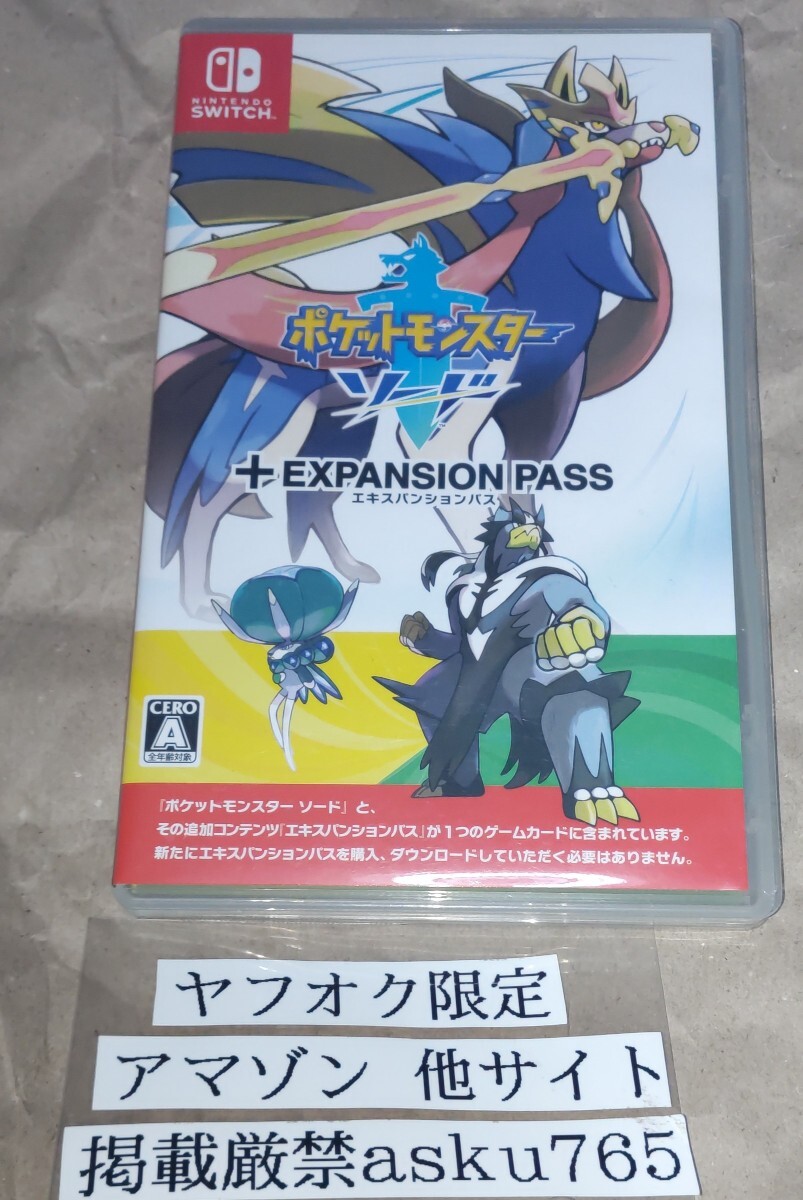 NINTENDO
SWITCH™
ポケットモンスター
ソード
＋EXPANSION PASS
エキスパンションパス
CERO
A
全年齢対象
『ポケットモンスター ソード』と、
その追加コンテンツ『エキスパンションパス』が1つのゲームカードに含まれています。
新たにエキスパンションパスを購入、ダウンロードしていただく必要はありません。
ヤフオク限定
アマゾン 他サイト
掲載厳禁asku765